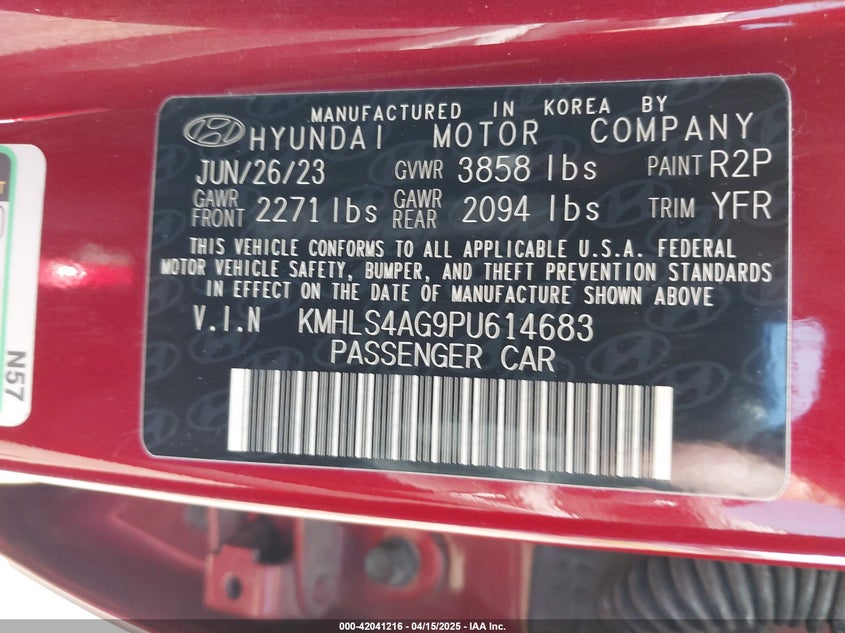 MANUFACTURED IN KOREA BY
HYUNDAI MOTOR COMPANY
JUN/26/23 GVWR 3858 lbs PAINT R2P
GAWR FRONT 2271 lbs GAWR REAR 2094 lbs TRIM YFR
THIS VEHICLE CONFORMS TO ALL APPLICABLE U.S.A. FEDERAL
MOTOR VEHICLE SAFETY, BUMPER, AND THEFT PREVENTION STANDARDS
IN EFFECT ON THE DATE OF MANUFACTURE SHOWN ABOVE
V.I.N KMHLS4AG9PU614683
PASSENGER CAR
N57
000-42041216 - 04/15/2025 - IAA Inc.